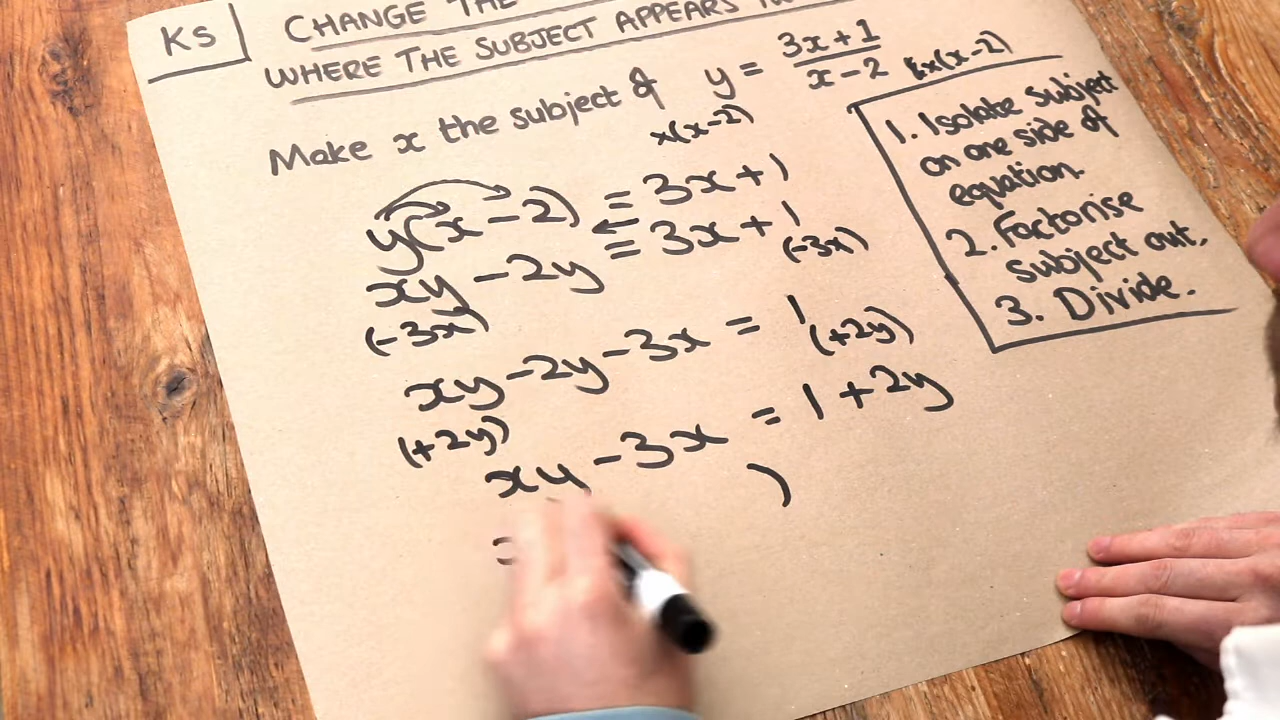 KS CHANGE THE
WHERE THE SUBJECT APPEARS
Make x the subject of y = (3x+1)/(x-2) x(x-2)
x(x-2)
y(x-2) = 3x+1
←
xy - 2y = 3x+1
(-3x) (-3x)
xy - 2y - 3x = 1
(+2y) (+2y)
xy - 3x = 1 + 2y
)
1. Isolate subject
on one side of
equation.
2. Factorise
subject out,
3. Divide.